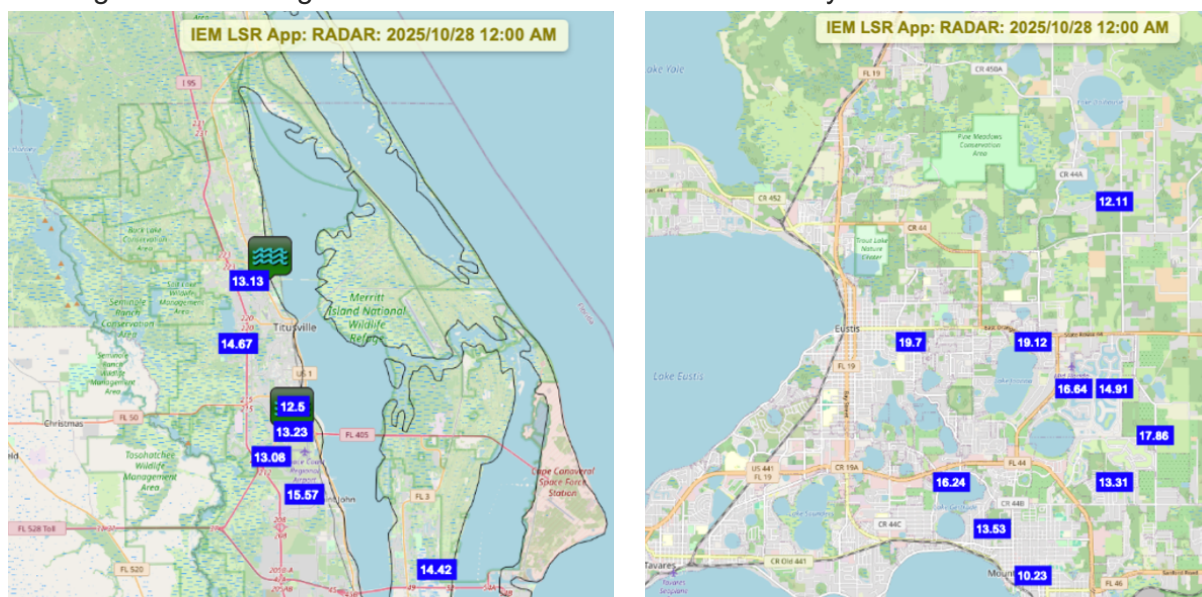 IEM LSR App: RADAR: 2025/10/28 12:00 AM
I 95
13.13
Titusville
Merritt
Island National
Wildlife
Refuge
14.67
US 1
12.5
FL 50
Christmas
13.23
FL 405
13.08
Tosohatchee
Wildlife
Management
Area
15.57
Cape Canaveral
Space Force
Station
FL 3
FL 528 Toll
14.42
FL 520
IEM LSR App: RADAR: 2025/10/28 12:00 AM
Lake Yale
FL 19
CR 450A
Pine Meadows
Conservation
Area
CR 44A
CR 452
12.11
CR 44
Trout Lake
Nature
Center
Eustis
19.7
19.12
Lake Eustis
FL 19
16.64
14.91
17.86
US 441
FL 19
CR 19A
FL 44
16.24
13.31
CR 44B
CR 44C
13.53
CR Old 441
Tavares
10.23
FL 46